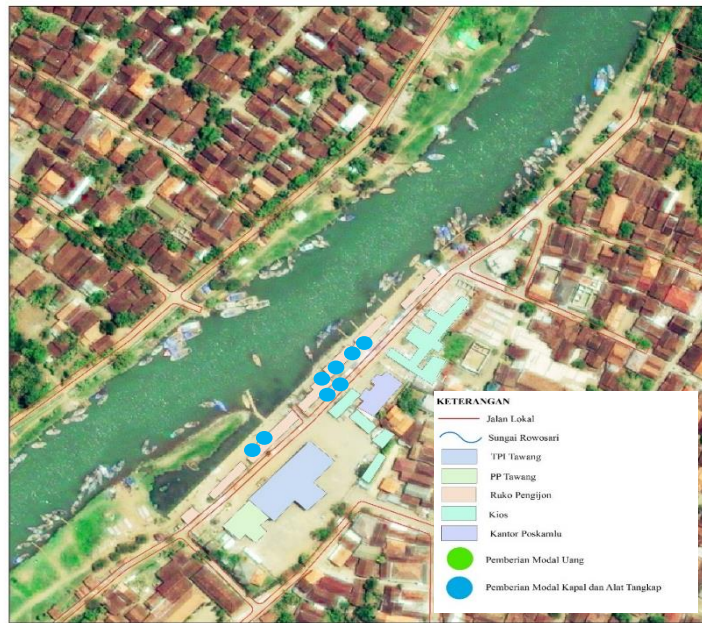 KETERANGAN
Jalan Lokal
Sungai Rowosari
TPI Tawang
PP Tawang
Ruko Pengijon
Kios
Kantor Poskamlu
Pemberian Modal Uang
Pemberian Modal Kapal dan Alat Tangkap